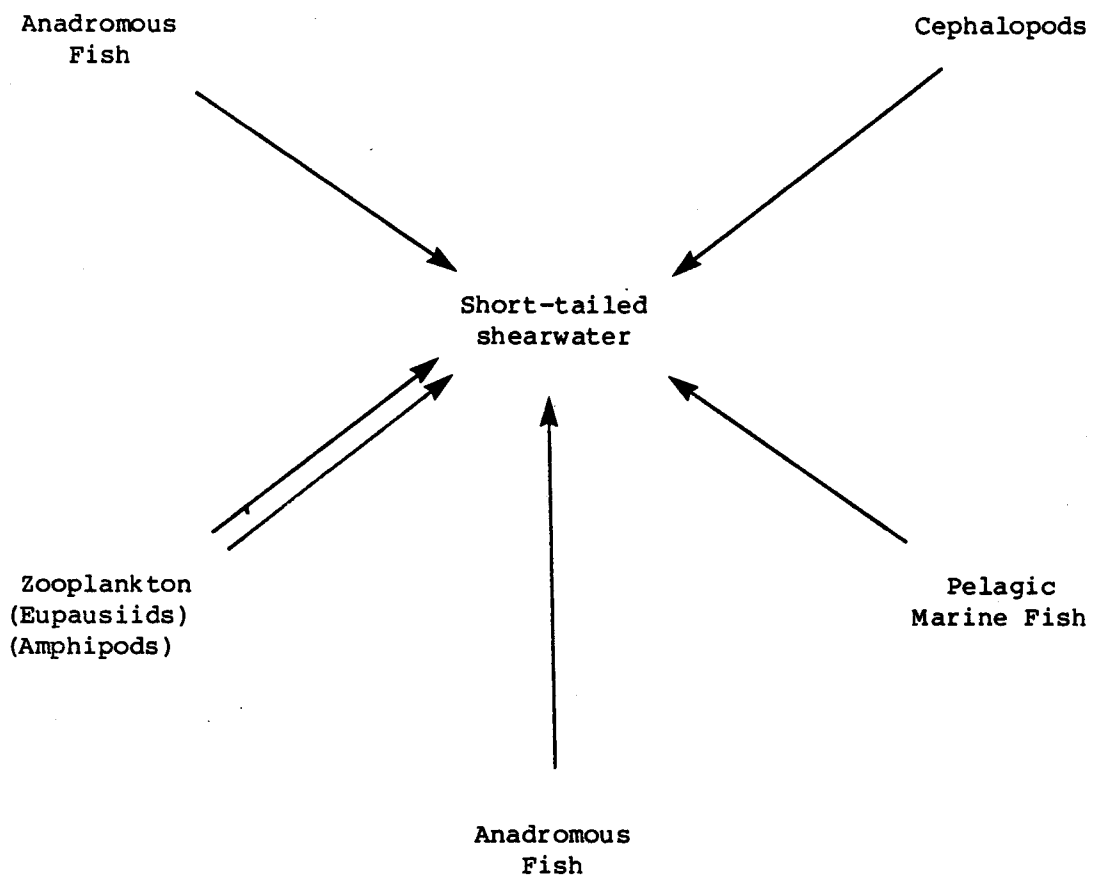 Anadromous
Fish
Cephalopods
Short-tailed
shearwater
Zooplankton
(Eupausiids)
(Amphipods)
Pelagic
Marine Fish
Anadromous
Fish